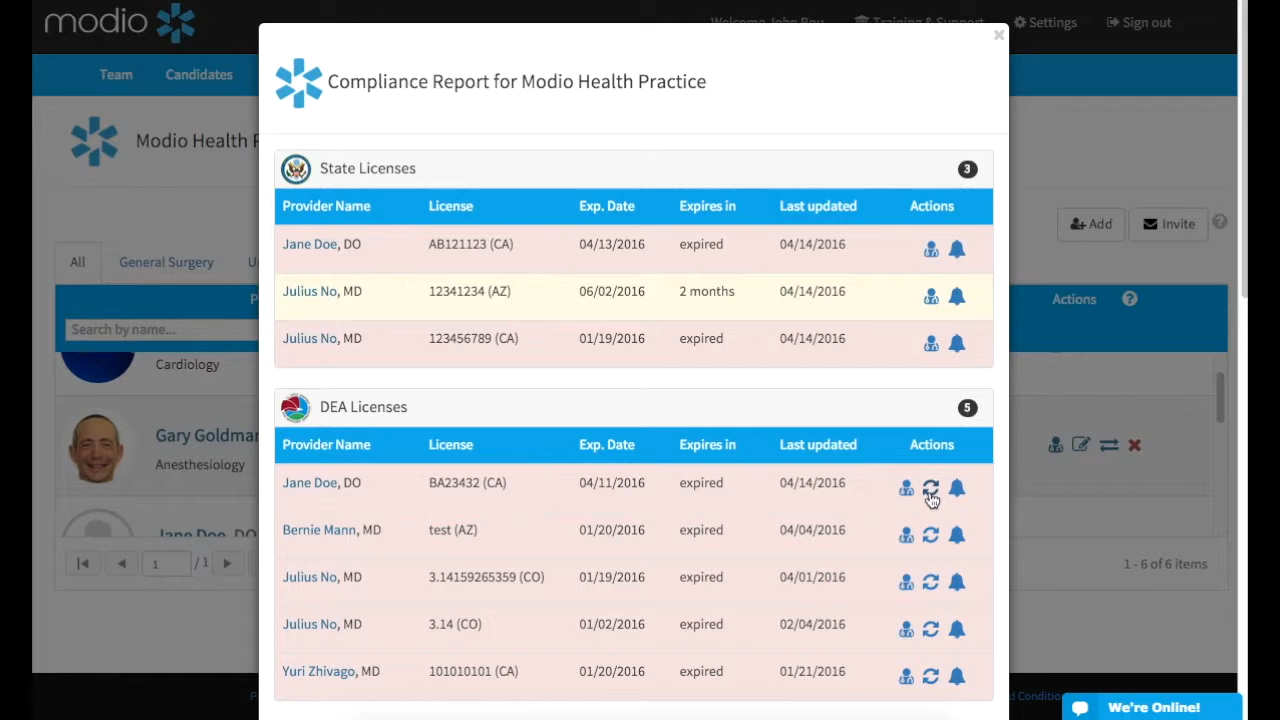 modio
Welcome John Bou
Training & Support
Settings
Sign out
Team
Candidates
Modio Health
Add
Invite
?
All
General Surgery
Search by name...
Actions
?
Cardiology
Gary Goldma
Anesthesiology
Jane Doe, DO
1
/ 1
1 - 6 of 6 items
×
Compliance Report for Modio Health Practice
State Licenses
3
Provider Name License Exp. Date Expires in Last updated Actions
Jane Doe, DO AB121123 (CA) 04/13/2016 expired 04/14/2016
Julius No, MD 12341234 (AZ) 06/02/2016 2 months 04/14/2016
Julius No, MD 123456789 (CA) 01/19/2016 expired 04/14/2016
DEA Licenses
5
Provider Name License Exp. Date Expires in Last updated Actions
Jane Doe, DO BA23432 (CA) 04/11/2016 expired 04/14/2016
Bernie Mann, MD test (AZ) 01/20/2016 expired 04/04/2016
Julius No, MD 3.14159265359 (CO) 01/19/2016 expired 04/01/2016
Julius No, MD 3.14 (CO) 01/02/2016 expired 02/04/2016
Yuri Zhivago, MD 101010101 (CA) 01/20/2016 expired 01/21/2016
We're Online!